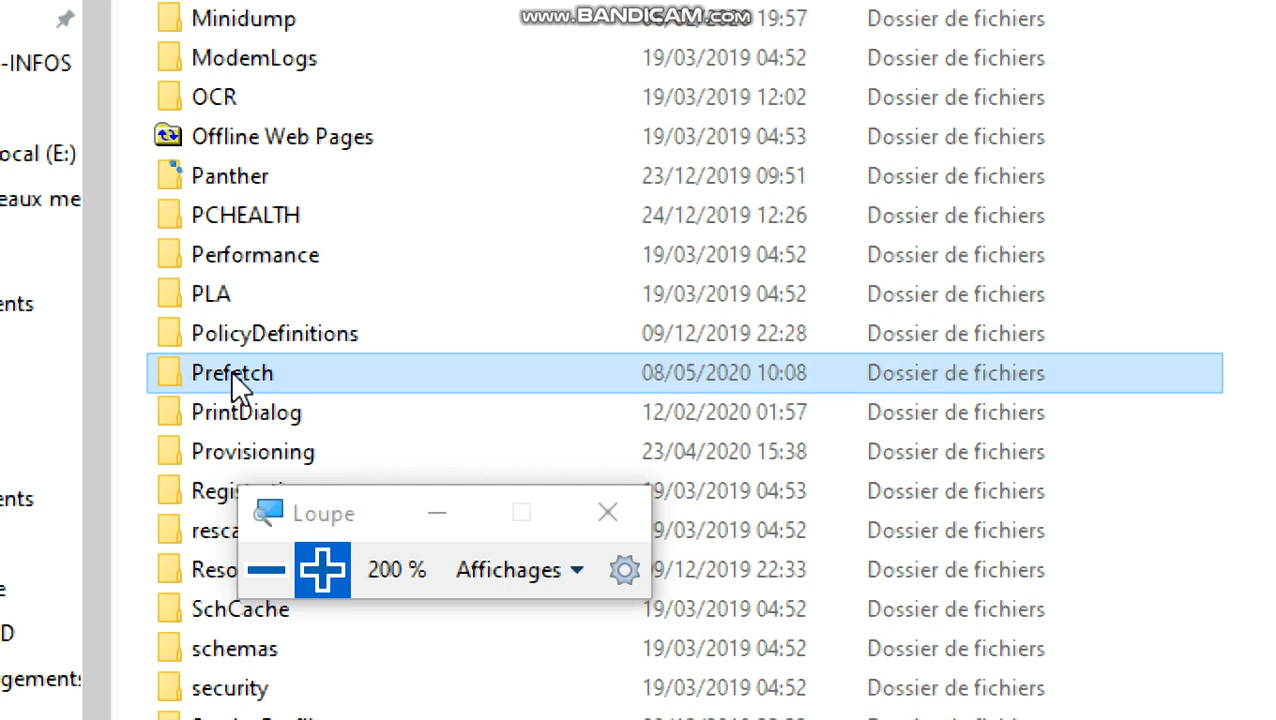 www.BANDICAM.com
Minidump 19:57 Dossier de fichiers
-INFOS
ModemLogs 19/03/2019 04:52 Dossier de fichiers
OCR 19/03/2019 12:02 Dossier de fichiers
Offline Web Pages 19/03/2019 04:53 Dossier de fichiers
ocal (E:)
Panther 23/12/2019 09:51 Dossier de fichiers
eaux me
PCHEALTH 24/12/2019 12:26 Dossier de fichiers
Performance 19/03/2019 04:52 Dossier de fichiers
PLA 19/03/2019 04:52 Dossier de fichiers
ents
PolicyDefinitions 09/12/2019 22:28 Dossier de fichiers
Prefetch 08/05/2020 10:08 Dossier de fichiers
PrintDialog 12/02/2020 01:57 Dossier de fichiers
Provisioning 23/04/2020 15:38 Dossier de fichiers
ents
Regi 9/03/2019 04:53 Dossier de fichiers
Loupe
resca 9/03/2019 04:52 Dossier de fichiers
Reso 9/12/2019 22:33 Dossier de fichiers
200 % Affichages
e
SchCache 19/03/2019 04:52 Dossier de fichiers
D
schemas 19/03/2019 04:52 Dossier de fichiers
gements
security 19/03/2019 04:52 Dossier de fichiers